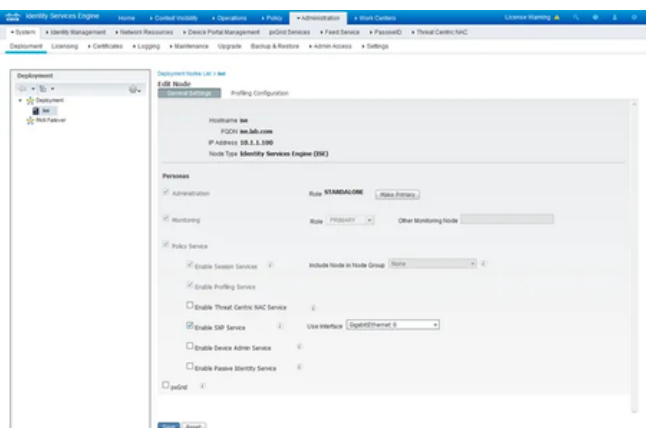 CISCO Identity Services Engine Home Context Visibility Operations Policy Administration Work Centers License Warning
System Identity Management Network Resources Device Portal Management pxGrid Services Feed Service PassiveID Threat Centric NAC
Deployment Licensing Certificates Logging Maintenance Upgrade Backup & Restore Admin Access Settings
Deployment
Deployment
ise
PAN Failover
Deployment Nodes List > ise
Edit Node
General Settings Profiling Configuration
Hostname ise
FQDN ise.lab.com
IP Address 10.1.1.100
Node Type Identity Services Engine (ISE)
Personas
Administration Role STANDALONE Make Primary
Monitoring Role PRIMARY Other Monitoring Node
Policy Service
Enable Session Services Include Node in Node Group None
Enable Profiling Service
Enable Threat Centric NAC Service
Enable SXP Service Use Interface GigabitEthernet 0
Enable Device Admin Service
Enable Passive Identity Service
pxGrid
Save Reset